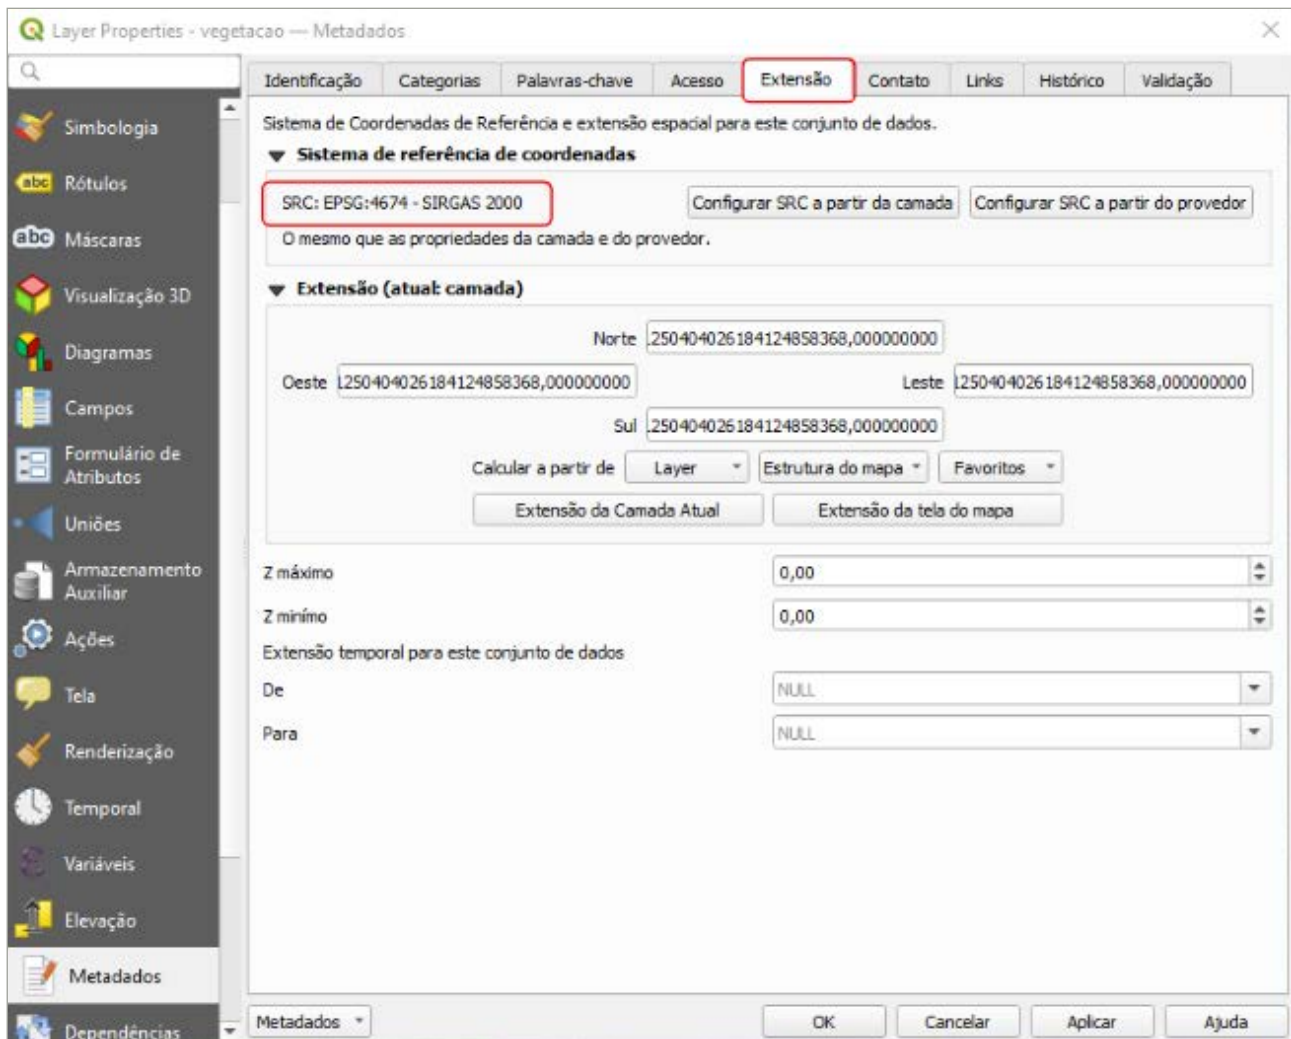 Layer Properties - vegetacao — Metadados
Identificação Categorias Palavras-chave Acesso Extensão Contato Links Histórico Validação
Simbologia
abc Rótulos
abc Máscaras
Visualização 3D
Diagramas
Campos
Formulário de
Atributos
Uniões
Armazenamento
Auxiliar
Ações
Tela
Renderização
Temporal
Variáveis
Elevação
Metadados
Dependências
Sistema de Coordenadas de Referência e extensão espacial para este conjunto de dados.
Sistema de referência de coordenadas
SRC: EPSG:4674 - SIRGAS 2000 Configurar SRC a partir da camada Configurar SRC a partir do provedor
O mesmo que as propriedades da camada e do provedor.
Extensão (atual: camada)
Norte .2504040261841248583­68,000000000
Oeste 1250404026184124858368,000000000 Leste 1250404026184124858368,000000000
Sul .250404026184124858368,000000000
Calcular a partir de Layer Estrutura do mapa Favoritos
Extensão da Camada Atual Extensão da tela do mapa
Z máximo 0,00
Z minímo 0,00
Extensão temporal para este conjunto de dados
De NULL
Para NULL
Metadados OK Cancelar Aplicar Ajuda